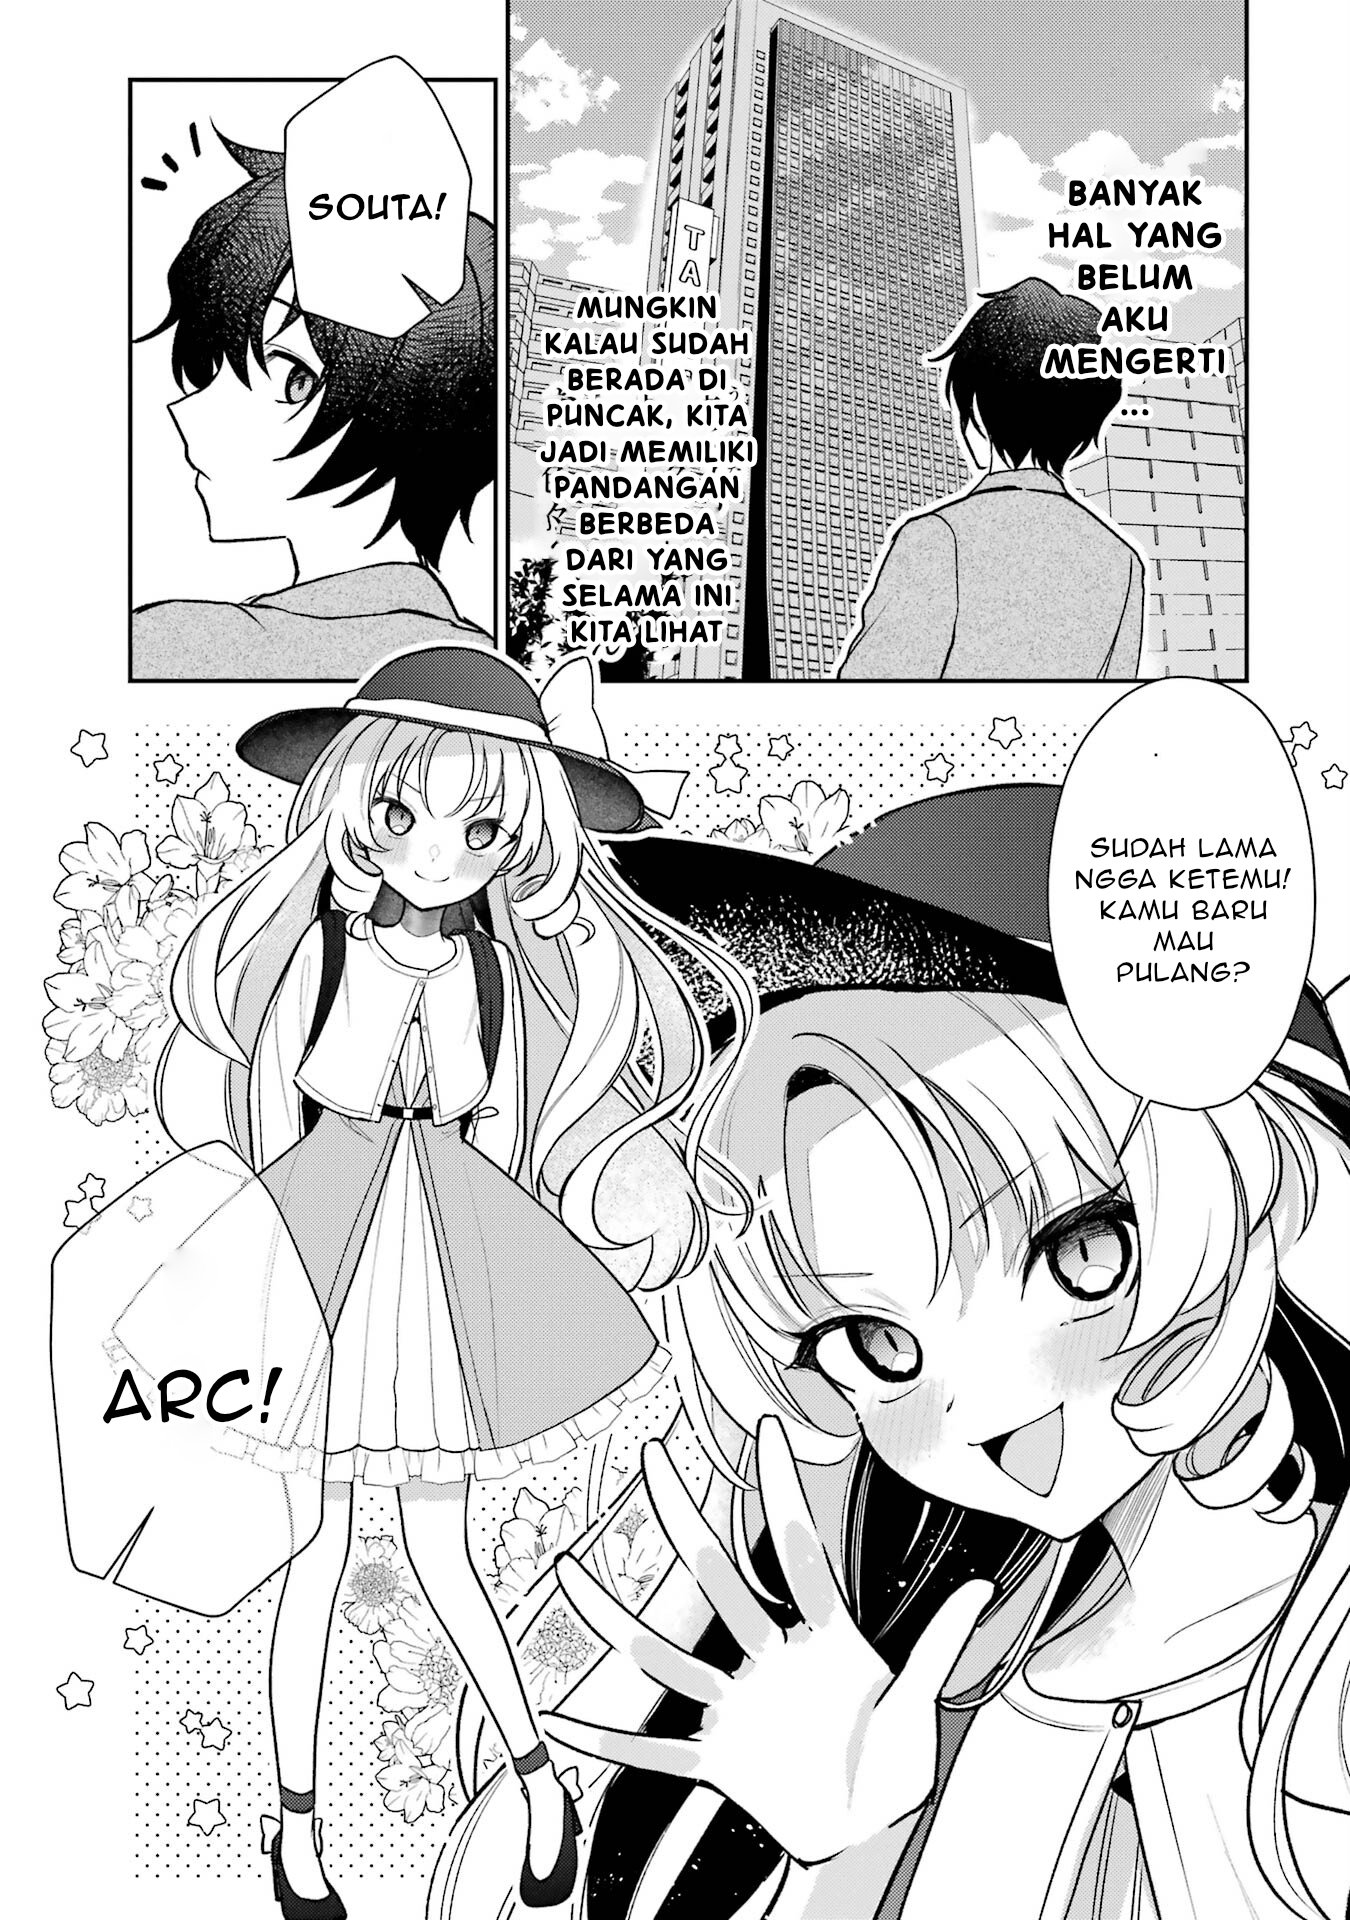 BANYAK
HAL YANG
BELUM
AKU
MENGERTI
...
TA
MUNGKIN
KALAU SUDAH
BERADA DI
PUNCAK, KITA
JADI MEMILIKI
PANDANGAN
BERBEDA
DARI YANG
SELAMA INI
KITA LIHAT
SOUTA!
SUDAH LAMA
NGGA KETEMU!
KAMU BARU
MAU
PULANG?
ARC!